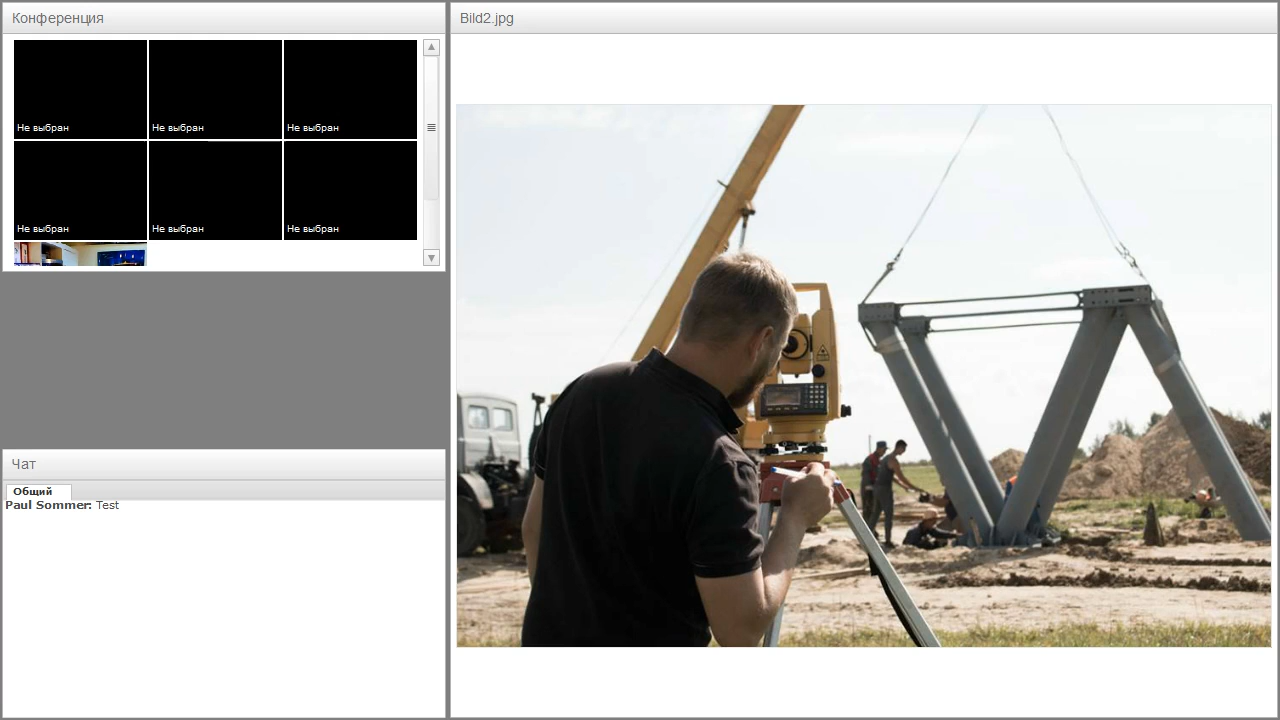 Конференция
Не выбран
Не выбран
Не выбран
Не выбран
Не выбран
Не выбран
Чат
Общий
Paul Sommer: Test
Bild2.jpg